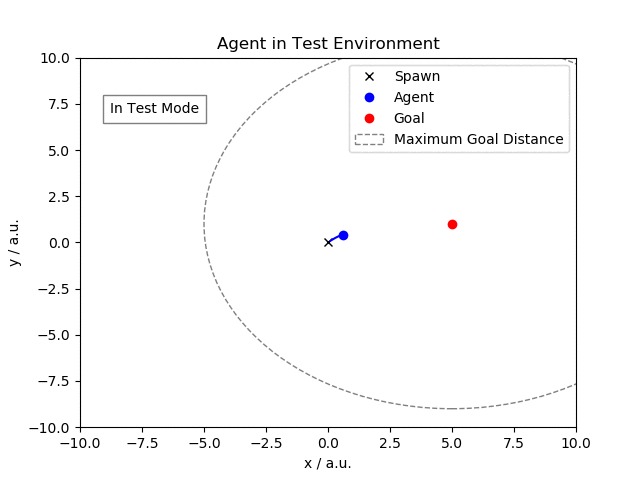 Agent in Test Environment
In Test Mode
Spawn
Agent
Goal
Maximum Goal Distance
y / a.u.
10.0
7.5
5.0
2.5
0.0
−2.5
−5.0
−7.5
−10.0
−10.0 −7.5 −5.0 −2.5 0.0 2.5 5.0 7.5 10.0
x / a.u.